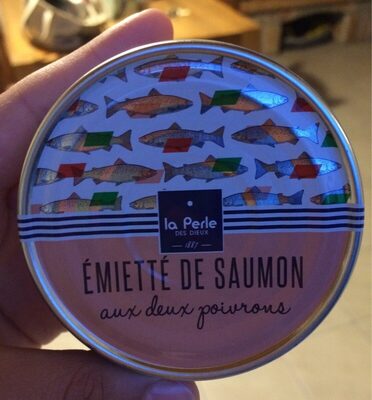 la Perle
DES DIEUX
1887
ÉMIETTÉ DE SAUMON
aux deux poivrons